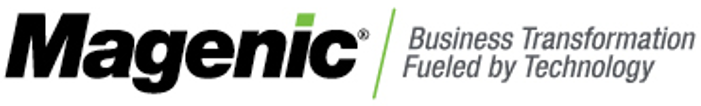 Magenic®
Business Transformation
Fueled by Technology